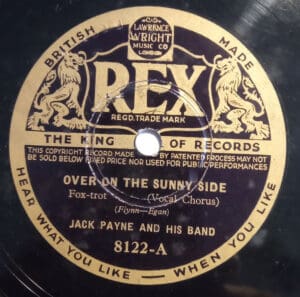 LAWRENCE
WRIGHT
MUSIC CO
LONDON
BRITISH MADE
REX
REGD. TRADE MARK
THE KING OF RECORDS
THIS COPYRIGHT RECORD MADE BY PATENTED PROCESS MAY NOT
BE SOLD BELOW FIXED PRICE NOR USED FOR PUBLIC PERFORMANCES
OVER ON THE SUNNY SIDE
Fox-trot (Vocal Chorus)
(Flynn—Egan)
JACK PAYNE AND HIS BAND
8122-A
HEAR WHAT YOU LIKE — WHEN YOU LIKE